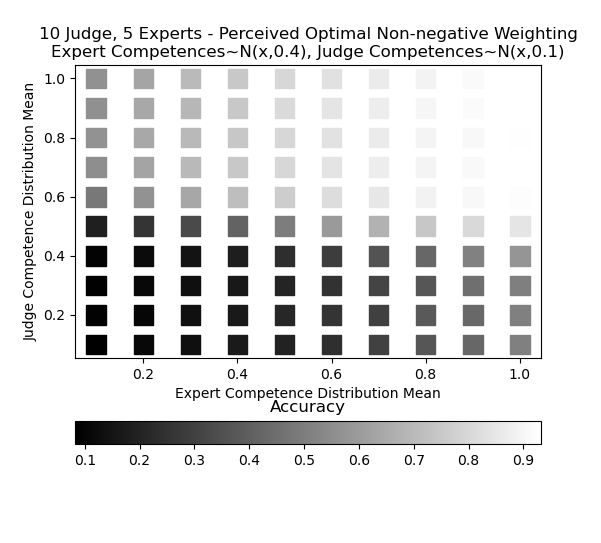 10 Judge, 5 Experts - Perceived Optimal Non-negative Weighting
Expert Competences~N(x,0.4), Judge Competences~N(x,0.1)
1.0
0.8
0.6
0.4
0.2
Judge Competence Distribution Mean
0.2 0.4 0.6 0.8 1.0
Expert Competence Distribution Mean
Accuracy
0.1 0.2 0.3 0.4 0.5 0.6 0.7 0.8 0.9